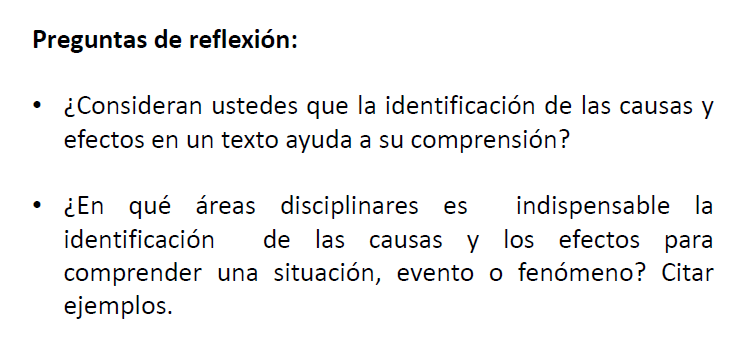 Preguntas de reflexión:
• ¿Consideran ustedes que la identificación de las causas y
efectos en un texto ayuda a su comprensión?
• ¿En qué áreas disciplinares es indispensable la
identificación de las causas y los efectos para
comprender una situación, evento o fenómeno? Citar
ejemplos.